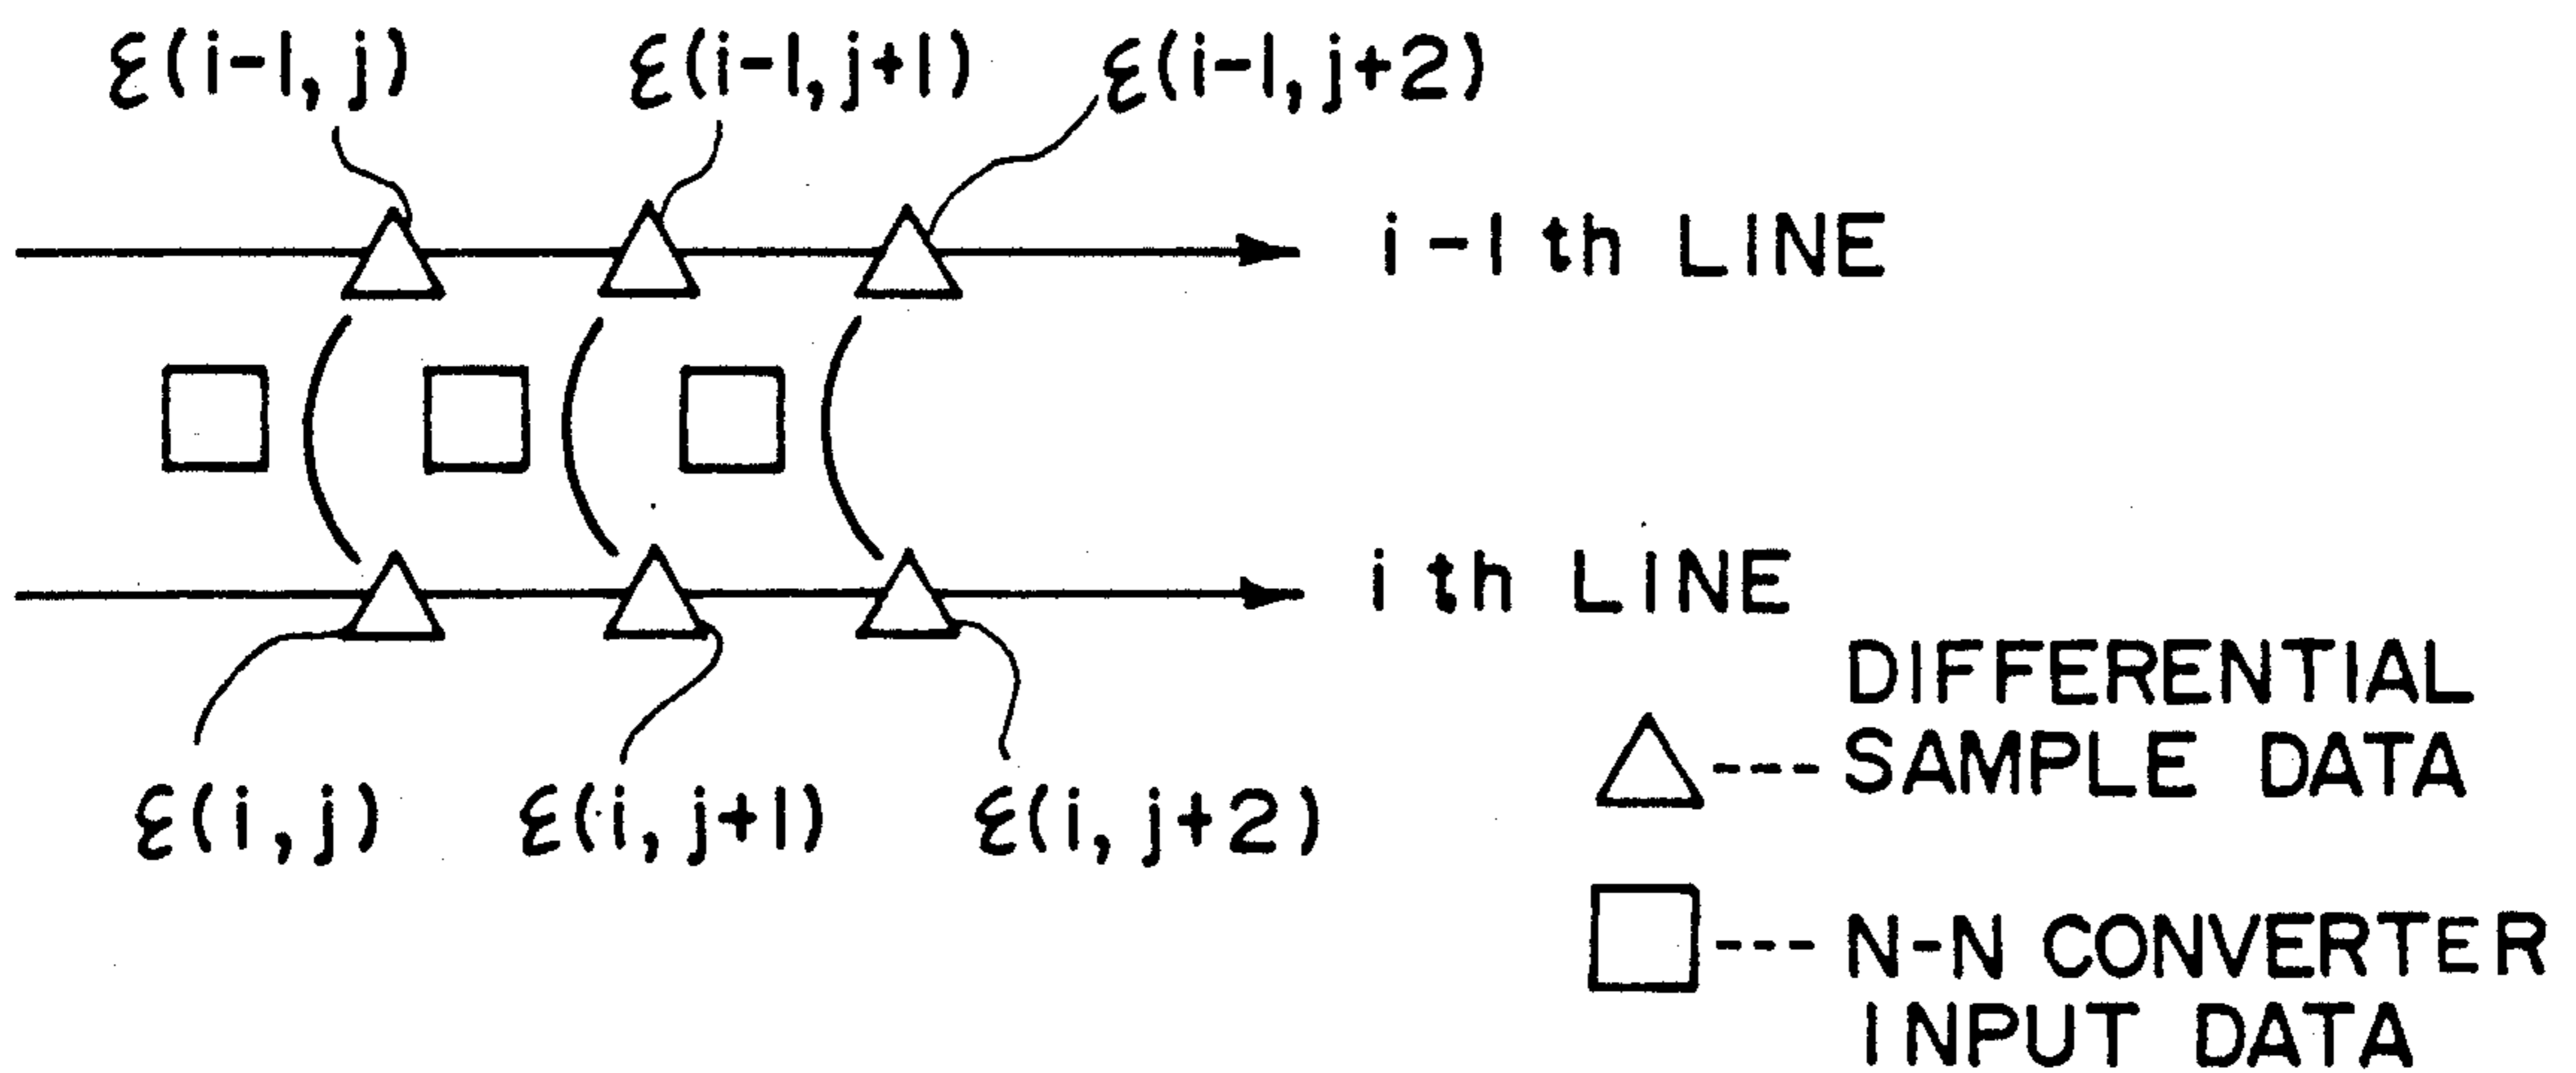 ε(i-1, j) ε(i-1, j+1) ε(i-1, j+2)
i-1 th LINE
i th LINE
ε(i, j) ε(i, j+1) ε(i, j+2)
DIFFERENTIAL
--- SAMPLE DATA
--- N-N CONVERTER
INPUT DATA